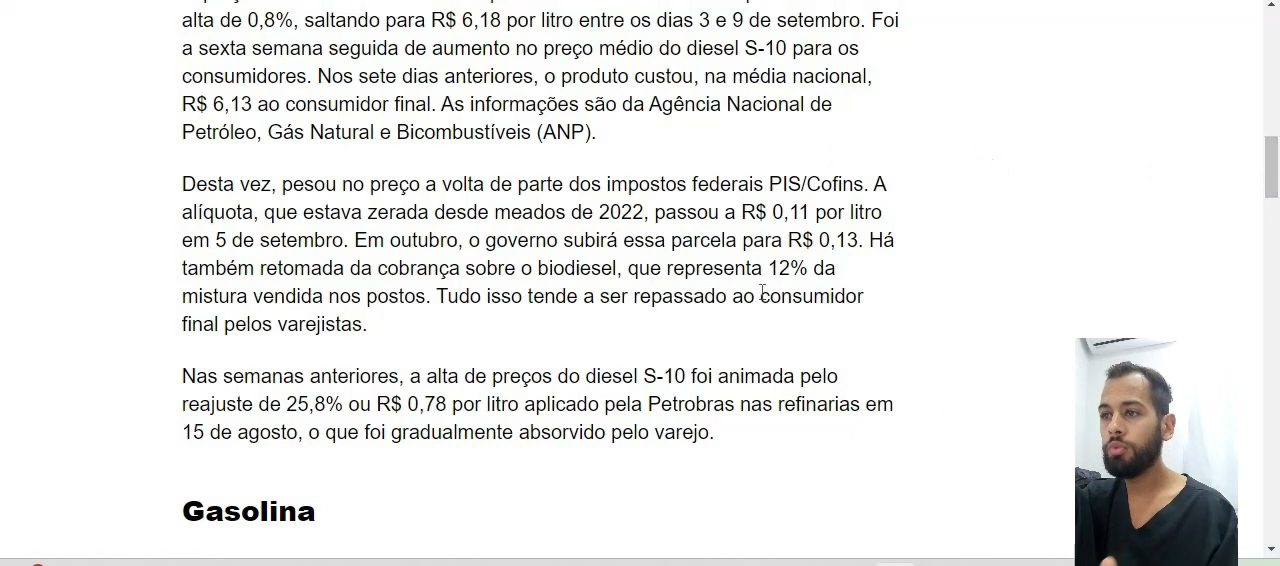 alta de 0,8%, saltando para R$ 6,18 por litro entre os dias 3 e 9 de setembro. Foi
a sexta semana seguida de aumento no preço médio do diesel S-10 para os
consumidores. Nos sete dias anteriores, o produto custou, na média nacional,
R$ 6,13 ao consumidor final. As informações são da Agência Nacional de
Petróleo, Gás Natural e Bicombustíveis (ANP).
Desta vez, pesou no preço a volta de parte dos impostos federais PIS/Cofins. A
alíquota, que estava zerada desde meados de 2022, passou a R$ 0,11 por litro
em 5 de setembro. Em outubro, o governo subirá essa parcela para R$ 0,13. Há
também retomada da cobrança sobre o biodiesel, que representa 12% da
mistura vendida nos postos. Tudo isso tende a ser repassado ao consumidor
final pelos varejistas.
Nas semanas anteriores, a alta de preços do diesel S-10 foi animada pelo
reajuste de 25,8% ou R$ 0,78 por litro aplicado pela Petrobras nas refinarias em
15 de agosto, o que foi gradualmente absorvido pelo varejo.
Gasolina